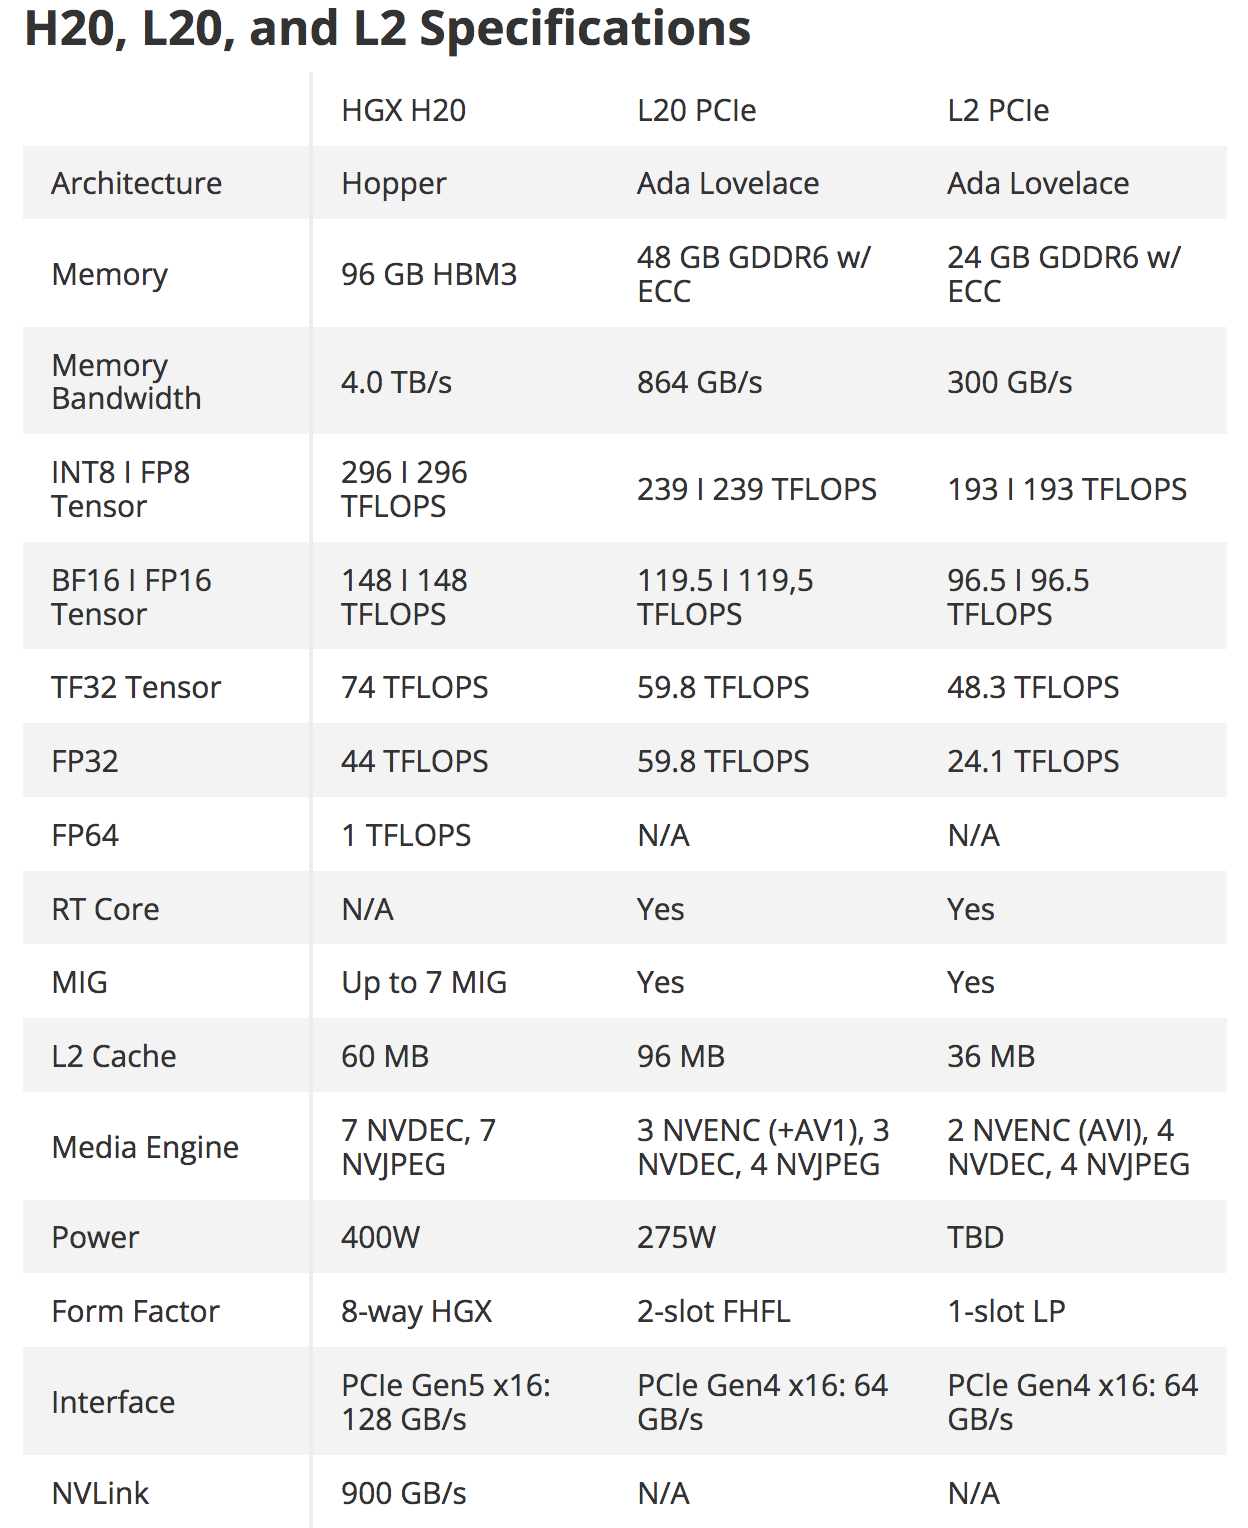 H20, L20, and L2 Specifications
HGX H20 L20 PCIe L2 PCIe
Architecture Hopper Ada Lovelace Ada Lovelace
Memory 96 GB HBM3 48 GB GDDR6 w/ ECC 24 GB GDDR6 w/ ECC
Memory Bandwidth 4.0 TB/s 864 GB/s 300 GB/s
INT8 I FP8 Tensor 296 I 296 TFLOPS 239 I 239 TFLOPS 193 I 193 TFLOPS
BF16 I FP16 Tensor 148 I 148 TFLOPS 119.5 I 119,5 TFLOPS 96.5 I 96.5 TFLOPS
TF32 Tensor 74 TFLOPS 59.8 TFLOPS 48.3 TFLOPS
FP32 44 TFLOPS 59.8 TFLOPS 24.1 TFLOPS
FP64 1 TFLOPS N/A N/A
RT Core N/A Yes Yes
MIG Up to 7 MIG Yes Yes
L2 Cache 60 MB 96 MB 36 MB
Media Engine 7 NVDEC, 7 NVJPEG 3 NVENC (+AV1), 3 NVDEC, 4 NVJPEG 2 NVENC (AVI), 4 NVDEC, 4 NVJPEG
Power 400W 275W TBD
Form Factor 8-way HGX 2-slot FHFL 1-slot LP
Interface PCIe Gen5 x16: 128 GB/s PCIe Gen4 x16: 64 GB/s PCIe Gen4 x16: 64 GB/s
NVLink 900 GB/s N/A N/A